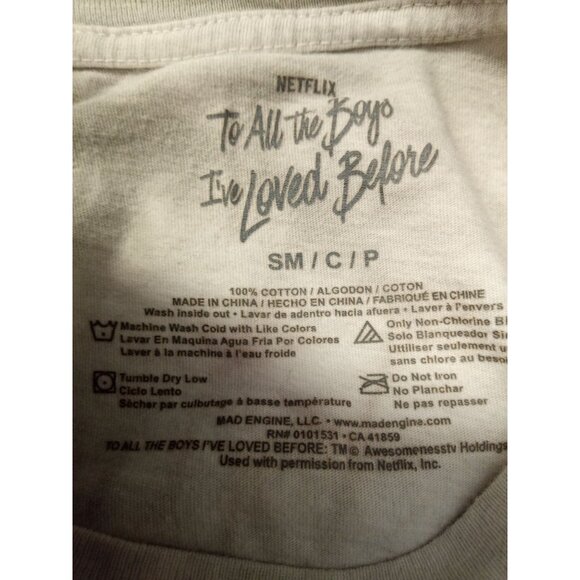 NETFLIX
To All the Boys
I've Loved Before
SM / C / P
100% COTTON / ALGODON / COTON
MADE IN CHINA / HECHO EN CHINA / FABRIQUÉ EN CHINE
Wash inside out • Lavar de adentro hacia afuera • Laver à l'envers
Machine Wash Cold with Like Colors
Lavar En Maquina Agua Fria Por Colores
Laver à la machine à l'eau froide
Only Non-Chlorine
Solo Blanqueador
Utiliser seulement
sans chlore au besoi
Tumble Dry Low
Ciclo Lento
Sècher par culbutage à basse température
Do Not Iron
No Planchar
Ne pas repasser
MAD ENGINE, LLC. • www.madengine.com
RN# 0101531 • CA 41859
TO ALL THE BOYS I'VE LOVED BEFORE: TM © Awesomenesstv Holdings
Used with permission from Netflix, Inc.